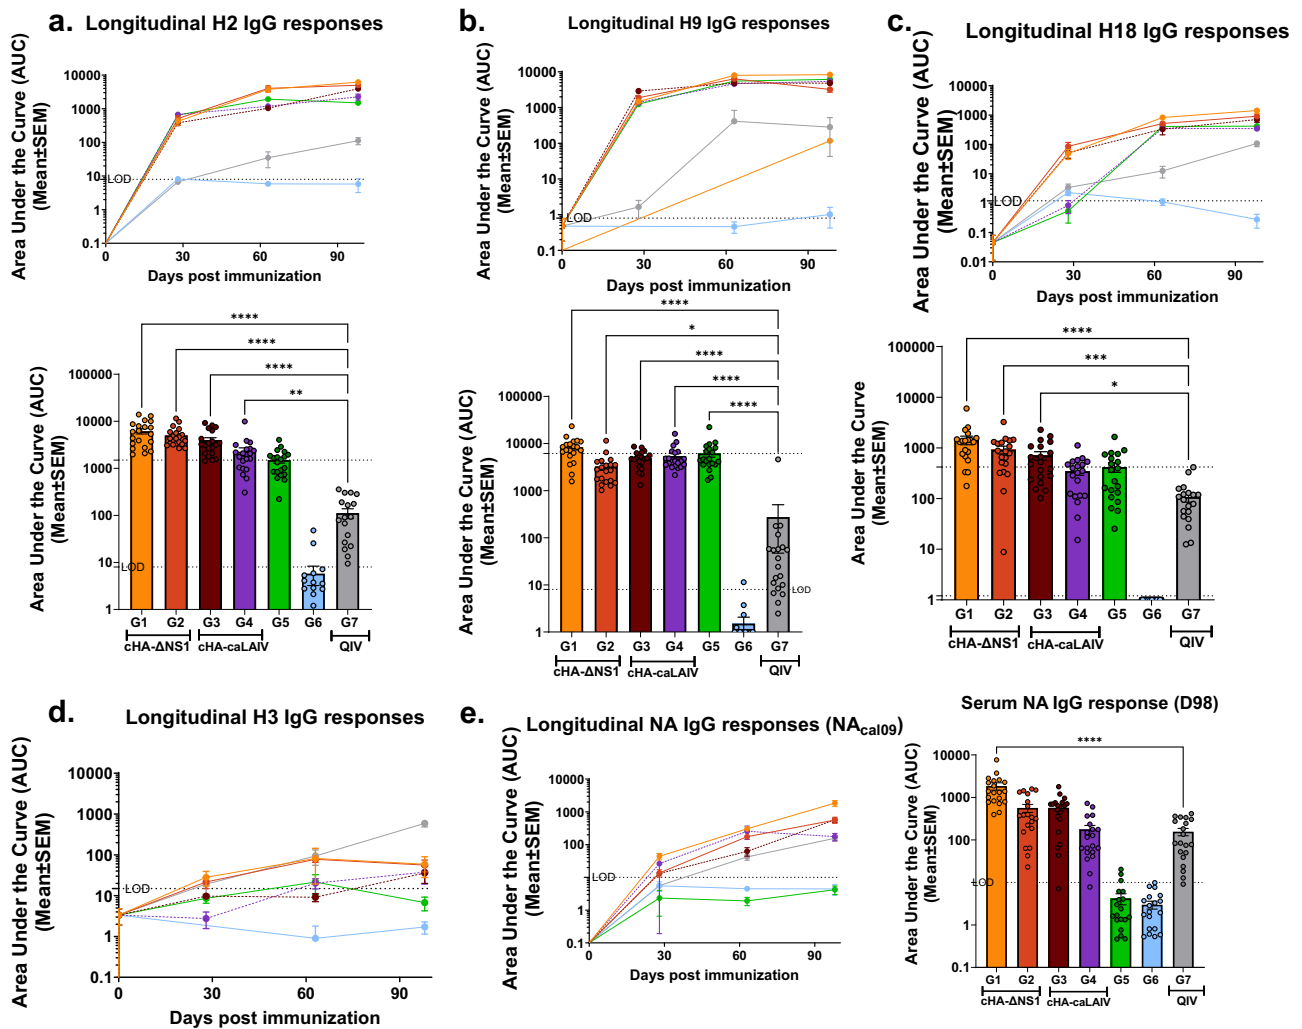 a. Longitudinal H2 IgG responses
Area Under the Curve (AUC)
(Mean±SEM)
10000
1000
100
10
1
0.1
LOD
0 30 60 90
Days post immunization
b. Longitudinal H9 IgG responses
Area Under the Curve (AUC)
(Mean±SEM)
10000
1000
100
10
1
0.1
LOD
0 30 60 90
Days post immunization
c. Longitudinal H18 IgG responses
Area Under the Curve (AUC)
(Mean±SEM)
10000
1000
100
10
1
0.1
0.01
LOD
0 30 60 90
Days post immunization
****
****
****
**
Area Under the Curve (AUC)
(Mean±SEM)
100000
10000
1000
100
10
1
LOD
G1 G2 G3 G4 G5 G6 G7
cHA-ΔNS1 cHA-caLAIV QIV
****
*
****
****
****
Area Under the Curve (AUC)
(Mean±SEM)
100000
10000
1000
100
10
1
LOD
G1 G2 G3 G4 G5 G6 G7
cHA-ΔNS1 cHA-caLAIV QIV
****
***
*
Area Under the Curve
(Mean±SEM)
100000
10000
1000
100
10
1
G1 G2 G3 G4 G5 G6 G7
cHA-ΔNS1 cHA-caLAIV QIV
d. Longitudinal H3 IgG responses
Area Under the Curve (AUC)
(Mean±SEM)
10000
1000
100
10
1
0.1
LOD
0 30 60 90
Days post immunization
e. Longitudinal NA IgG responses (NAcal09)
Area Under the Curve (AUC)
(Mean±SEM)
10000
1000
100
10
1
0.1
LOD
0 30 60 90
Days post immunization
Serum NA IgG response (D98)
****
Area Under the Curve (AUC)
(Mean±SEM)
10000
1000
100
10
1
0.1
LOD
G1 G2 G3 G4 G5 G6 G7
cHA-ΔNS1 cHA-caLAIV QIV